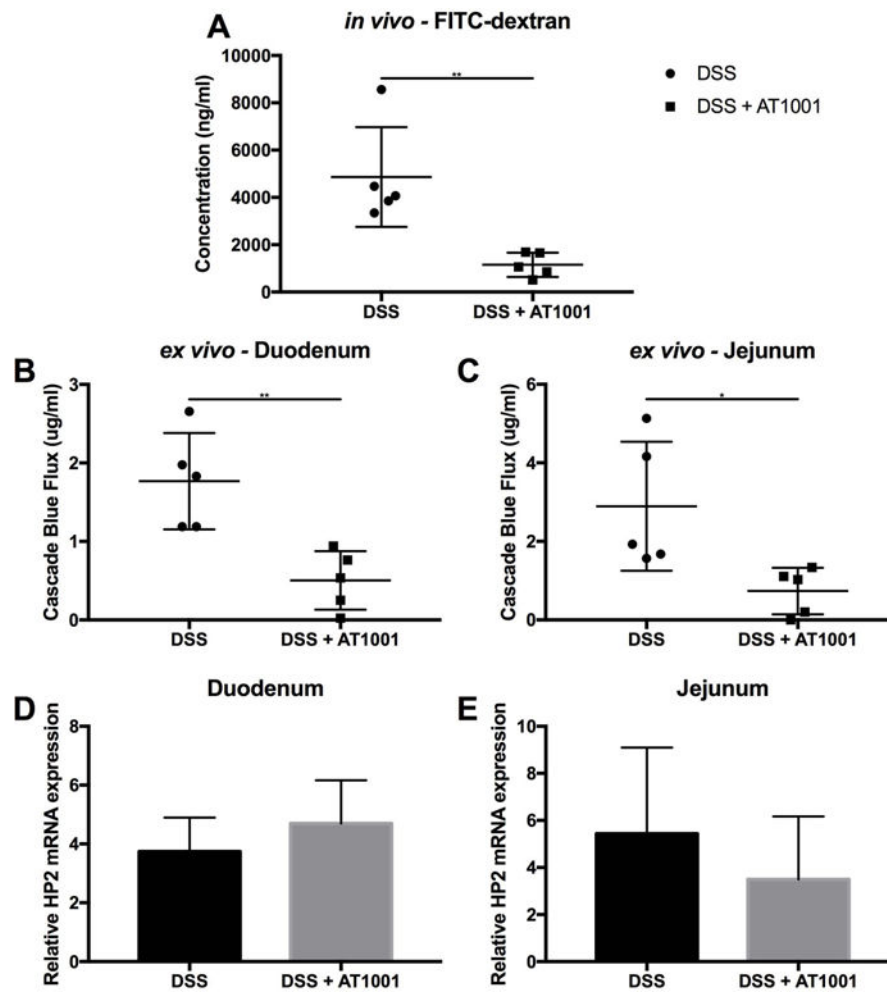 A
in vivo - FITC-dextran
Concentration (ng/ml)
10000
8000
6000
4000
2000
0
**
DSS
DSS + AT1001
DSS
DSS + AT1001
B
ex vivo - Duodenum
Cascade Blue Flux (ug/ml)
3
2
1
0
**
DSS
DSS + AT1001
C
ex vivo - Jejunum
Cascade Blue Flux (ug/ml)
6
4
2
0
*
DSS
DSS + AT1001
D
Duodenum
Relative HP2 mRNA expression
8
6
4
2
0
DSS
DSS + AT1001
E
Jejunum
Relative HP2 mRNA expression
10
8
6
4
2
0
DSS
DSS + AT1001